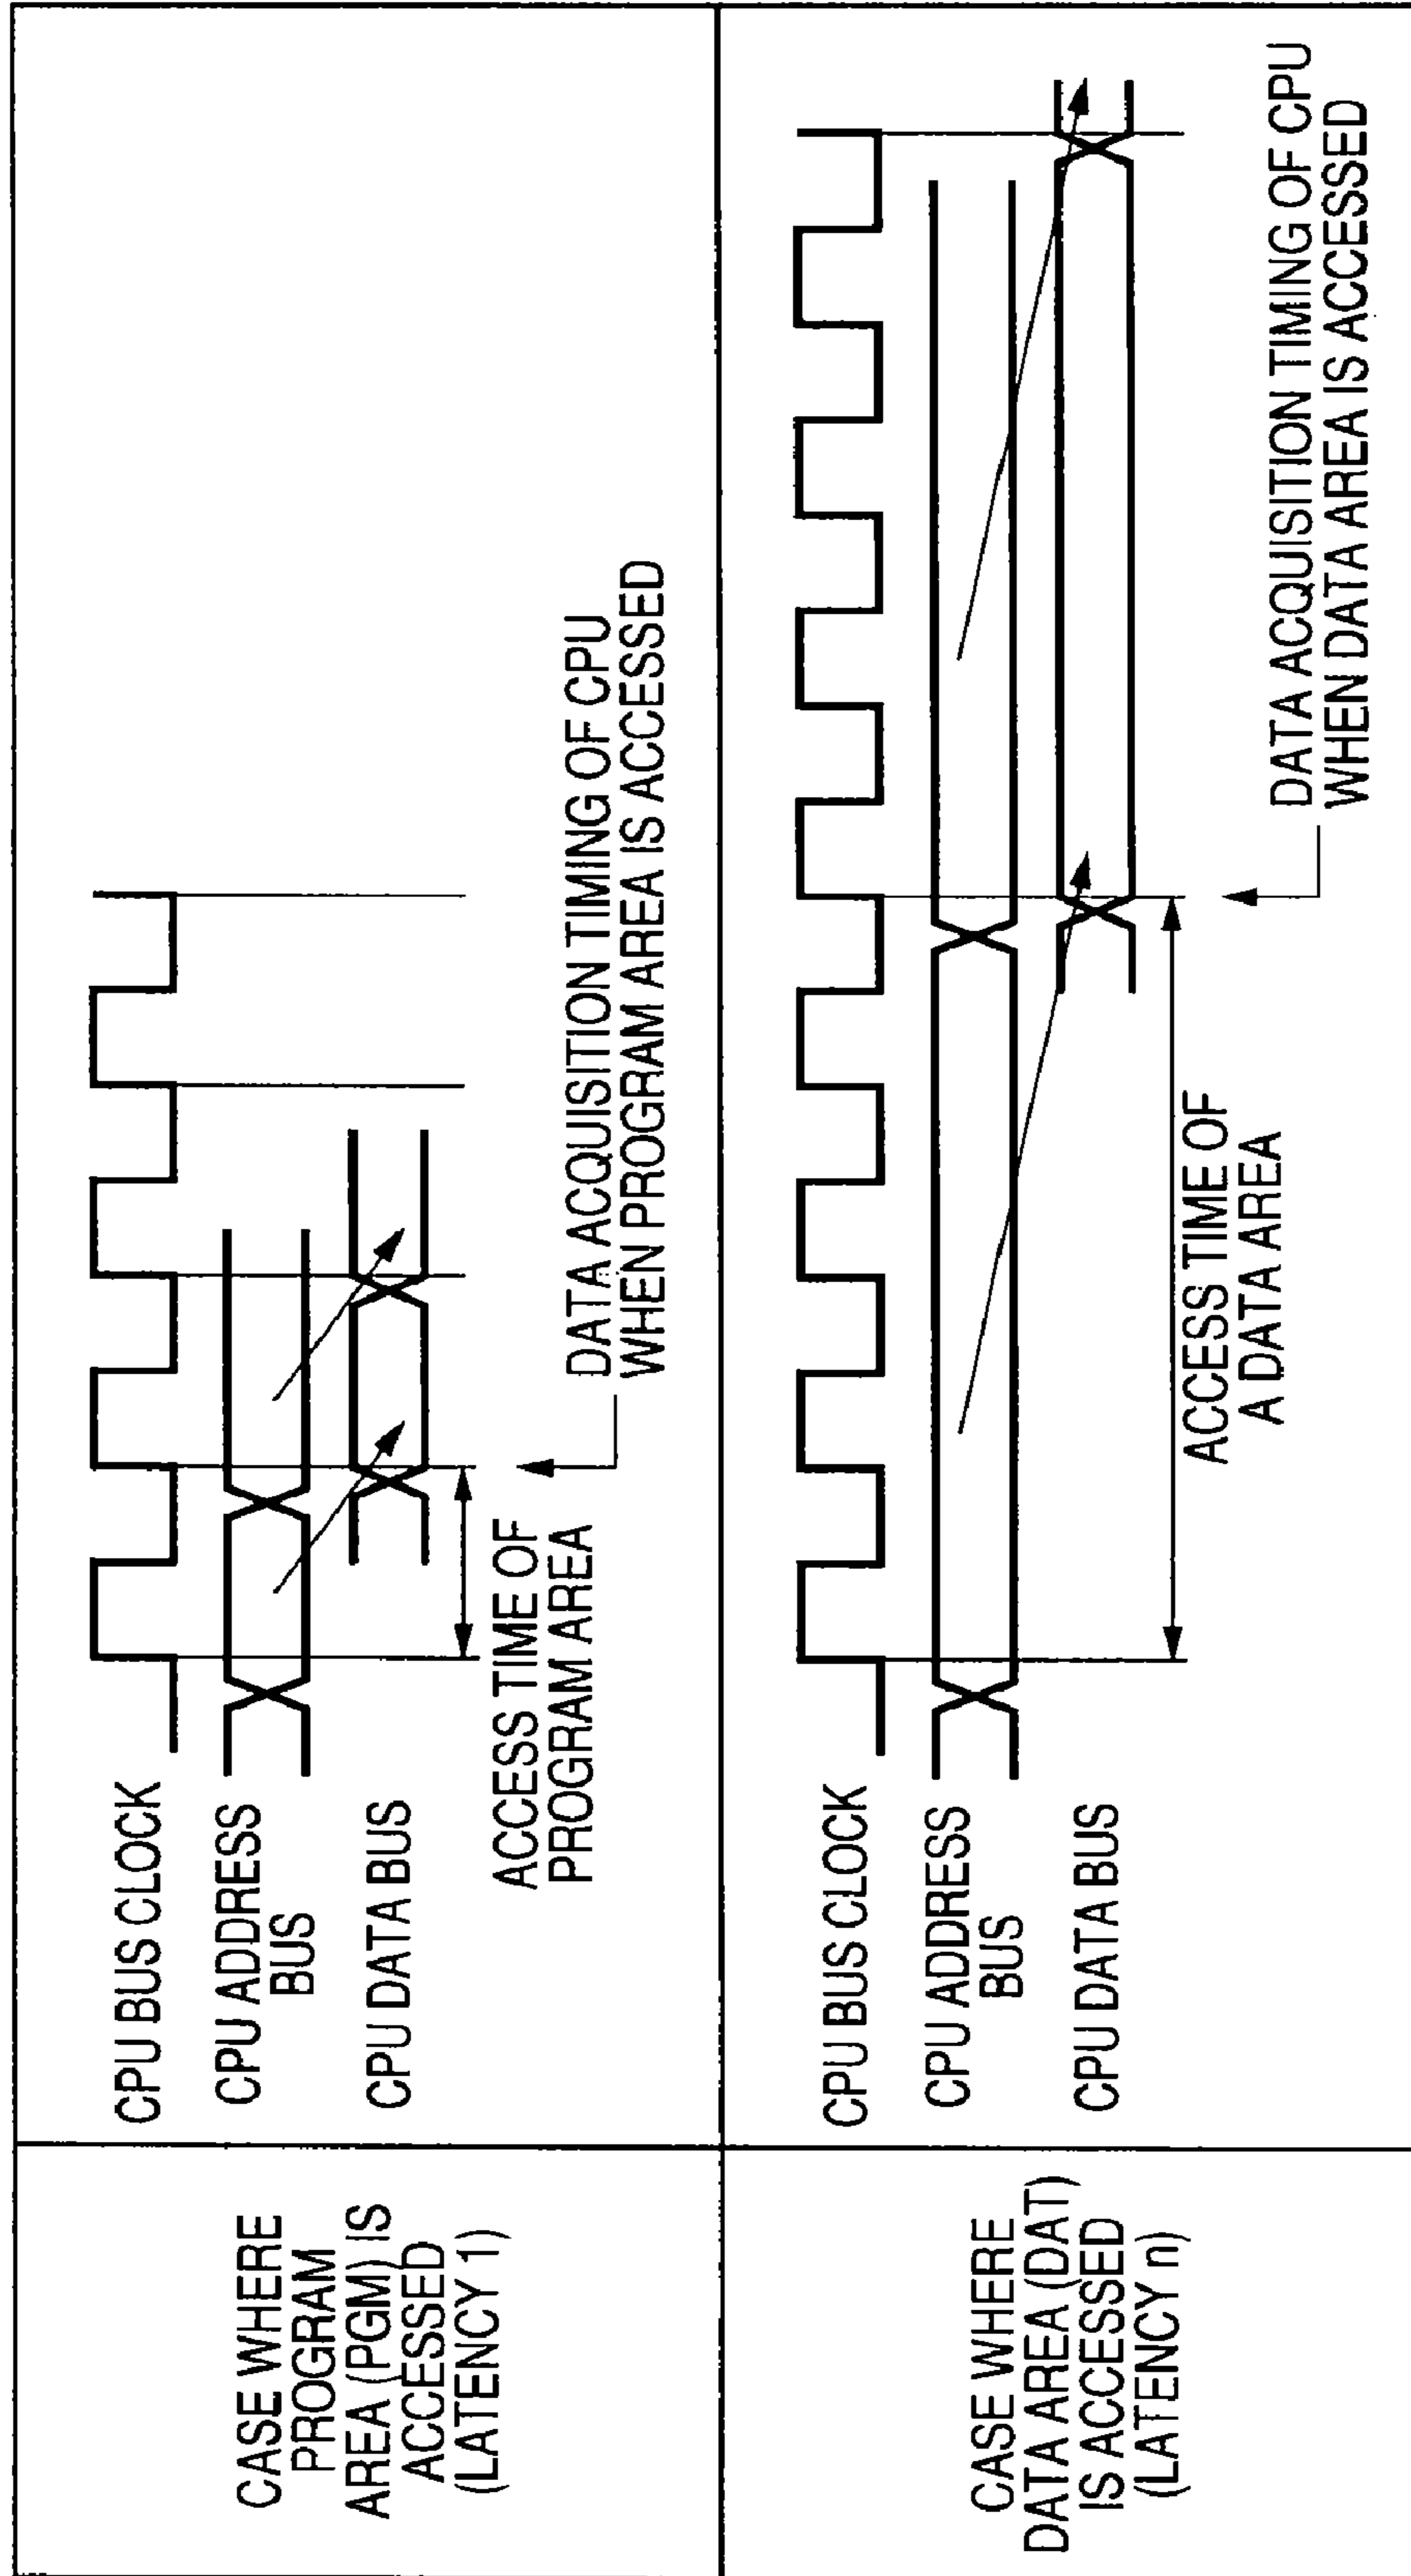 CASE WHERE
PROGRAM
AREA (PGM) IS
ACCESSED
(LATENCY 1)
CPU BUS CLOCK
CPU ADDRESS
BUS
CPU DATA BUS
ACCESS TIME OF
PROGRAM AREA
DATA ACQUISITION TIMING OF CPU
WHEN PROGRAM AREA IS ACCESSED
CASE WHERE
DATA AREA (DAT)
IS ACCESSED
(LATENCY n)
CPU BUS CLOCK
CPU ADDRESS
BUS
CPU DATA BUS
ACCESS TIME OF
A DATA AREA
DATA ACQUISITION TIMING OF CPU
WHEN DATA AREA IS ACCESSED